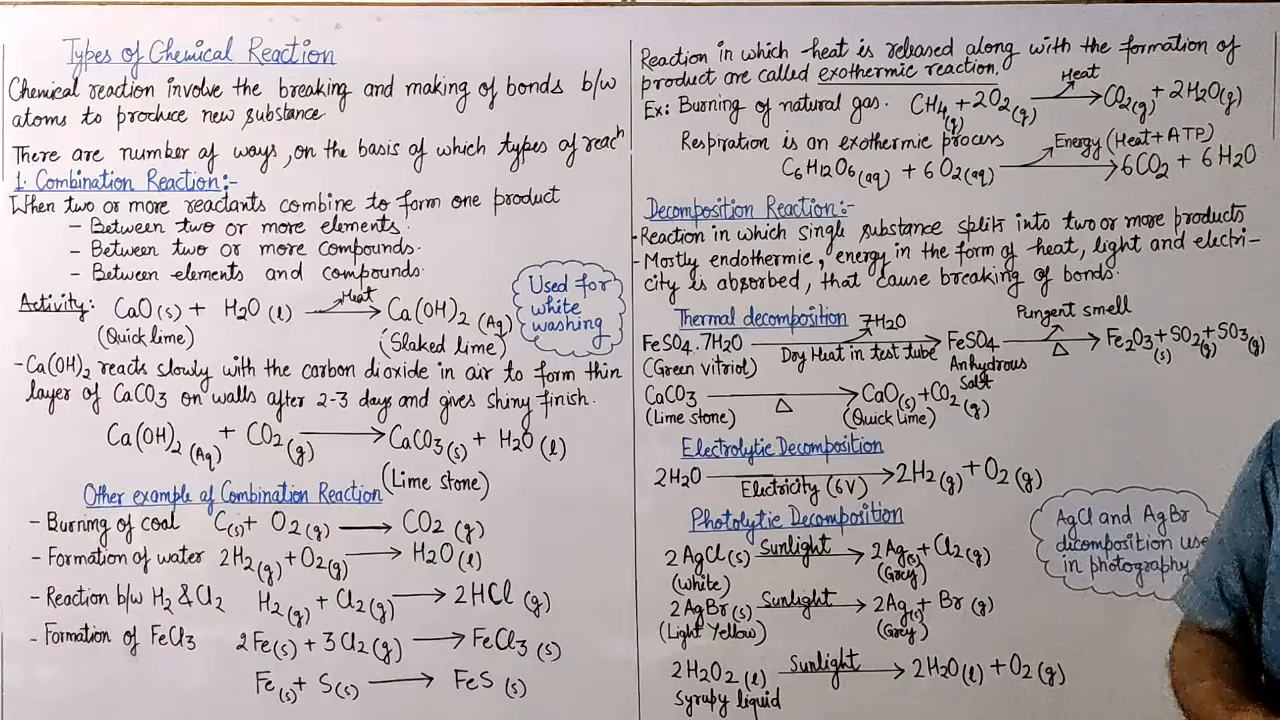 Types of Chemical Reaction
Chemical reaction involve the breaking and making of bonds b/w
atoms to produce new substance
There are number of ways, on the basis of which types of reacⁿ
1. Combination Reaction:-
When two or more reactants combine to form one product
- Between two or more elements.
- Between two or more compounds.
- Between elements and compounds.
Activity: CaO(s) + H2O(l) —Heat→ Ca(OH)2 (Aq)
(Quick lime) (Slaked lime)
Used for
white
washing
- Ca(OH)2 reacts slowly with the carbon dioxide in air to form thin
layer of CaCO3 on walls after 2-3 days and gives shiny finish.
Ca(OH)2 (Aq) + CO2(g) → CaCO3(s) + H2O(l)
(Lime stone)
Other example of Combination Reaction
- Burning of coal C(s) + O2(g) → CO2(g)
- Formation of water 2H2(g) + O2(g) → H2O(l)
- Reaction b/w H2 & Cl2 H2(g) + Cl2(g) → 2HCl(g)
- Formation of FeCl3 2Fe(s) + 3Cl2(g) → FeCl3(s)
Fe(s) + S(s) → FeS(s)
Reaction in which heat is released along with the formation of
product are called exothermic reaction.
Ex: Burning of natural gas. CH4(g) + 2O2(g) —Heat→ CO2(g) + 2H2O(g)
Respiration is an exothermic process
Energy (Heat + ATP)
C6H12O6(aq) + 6O2(aq) → 6CO2 + 6H2O
Decomposition Reaction:-
- Reaction in which single substance splits into two or more products
- Mostly endothermic, energy in the form of heat, light and electri-
city is absorbed, that cause breaking of bonds.
Thermal decomposition 7H2O Pungent smell
FeSO4.7H2O —Dry Heat in test tube→ FeSO4 —Δ→ Fe2O3(s) + SO2(g) + SO3(g)
(Green vitriol) Anhydrous Salt
CaCO3 —Δ→ CaO(s) + CO2(g)
(Lime stone) (Quick Lime)
Electrolytic Decomposition
2H2O —Electricity (6V)→ 2H2(g) + O2(g)
Photolytic Decomposition
2AgCl(s) —Sunlight→ 2Ag(s) + Cl2(g)
(White) (Grey)
2AgBr(s) —Sunlight→ 2Ag(s) + Br(g)
(Light Yellow) (Grey)
2H2O2(l) —Sunlight→ 2H2O(l) + O2(g)
Syrupy liquid
AgCl and AgBr
dicomposition use
in photography